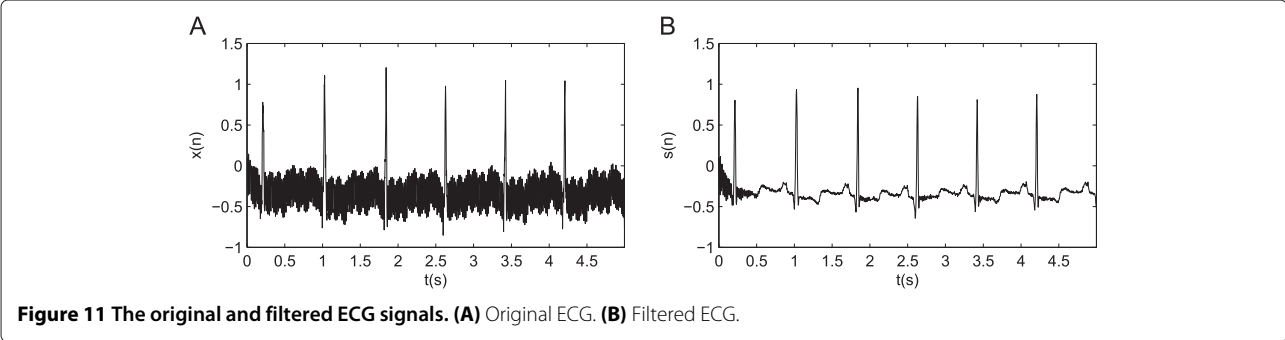 A
1.5
1
0.5
0
−0.5
−1
x(n)
0 0.5 1 1.5 2 2.5 3 3.5 4 4.5
t(s)
B
1.5
1
0.5
0
−0.5
−1
s(n)
0 0.5 1 1.5 2 2.5 3 3.5 4 4.5
t(s)
Figure 11 The original and filtered ECG signals. (A) Original ECG. (B) Filtered ECG.